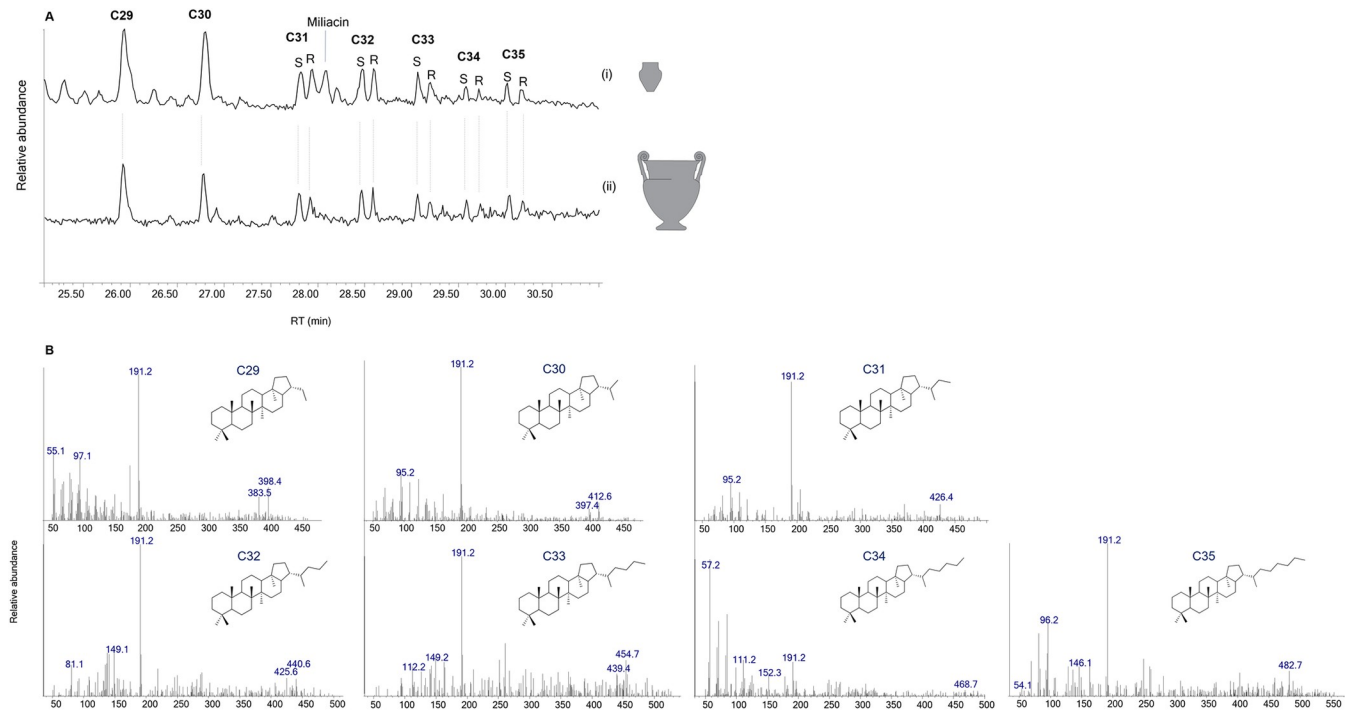 A
C29
C30
Miliacin
C31
C32
C33
C34
C35
S
R
S
R
S
R
S
R
S
R
(i)
(ii)
Relative abundance
25.50 26.00 26.50 27.00 27.50 28.00 28.50 29.00 29.50 30.00 30.50
RT (min)
B
C29
191.2
55.1
97.1
398.4
383.5
50 100 150 200 250 300 350 400 450
C30
191.2
95.2
412.6
397.4
50 100 150 200 250 300 350 400 450
C31
191.2
95.2
426.4
50 100 150 200 250 300 350 400 450
Relative abundance
C32
191.2
149.1
81.1
440.6
425.6
50 100 150 200 250 300 350 400 450 500
C33
191.2
149.2
112.2
454.7
439.4
50 100 150 200 250 300 350 400 450 500
C34
57.2
111.2
152.3
191.2
468.7
50 100 150 200 250 300 350 400 450 500
C35
191.2
96.2
146.1
54.1
482.7
50 100 150 200 250 300 350 400 450 500 550